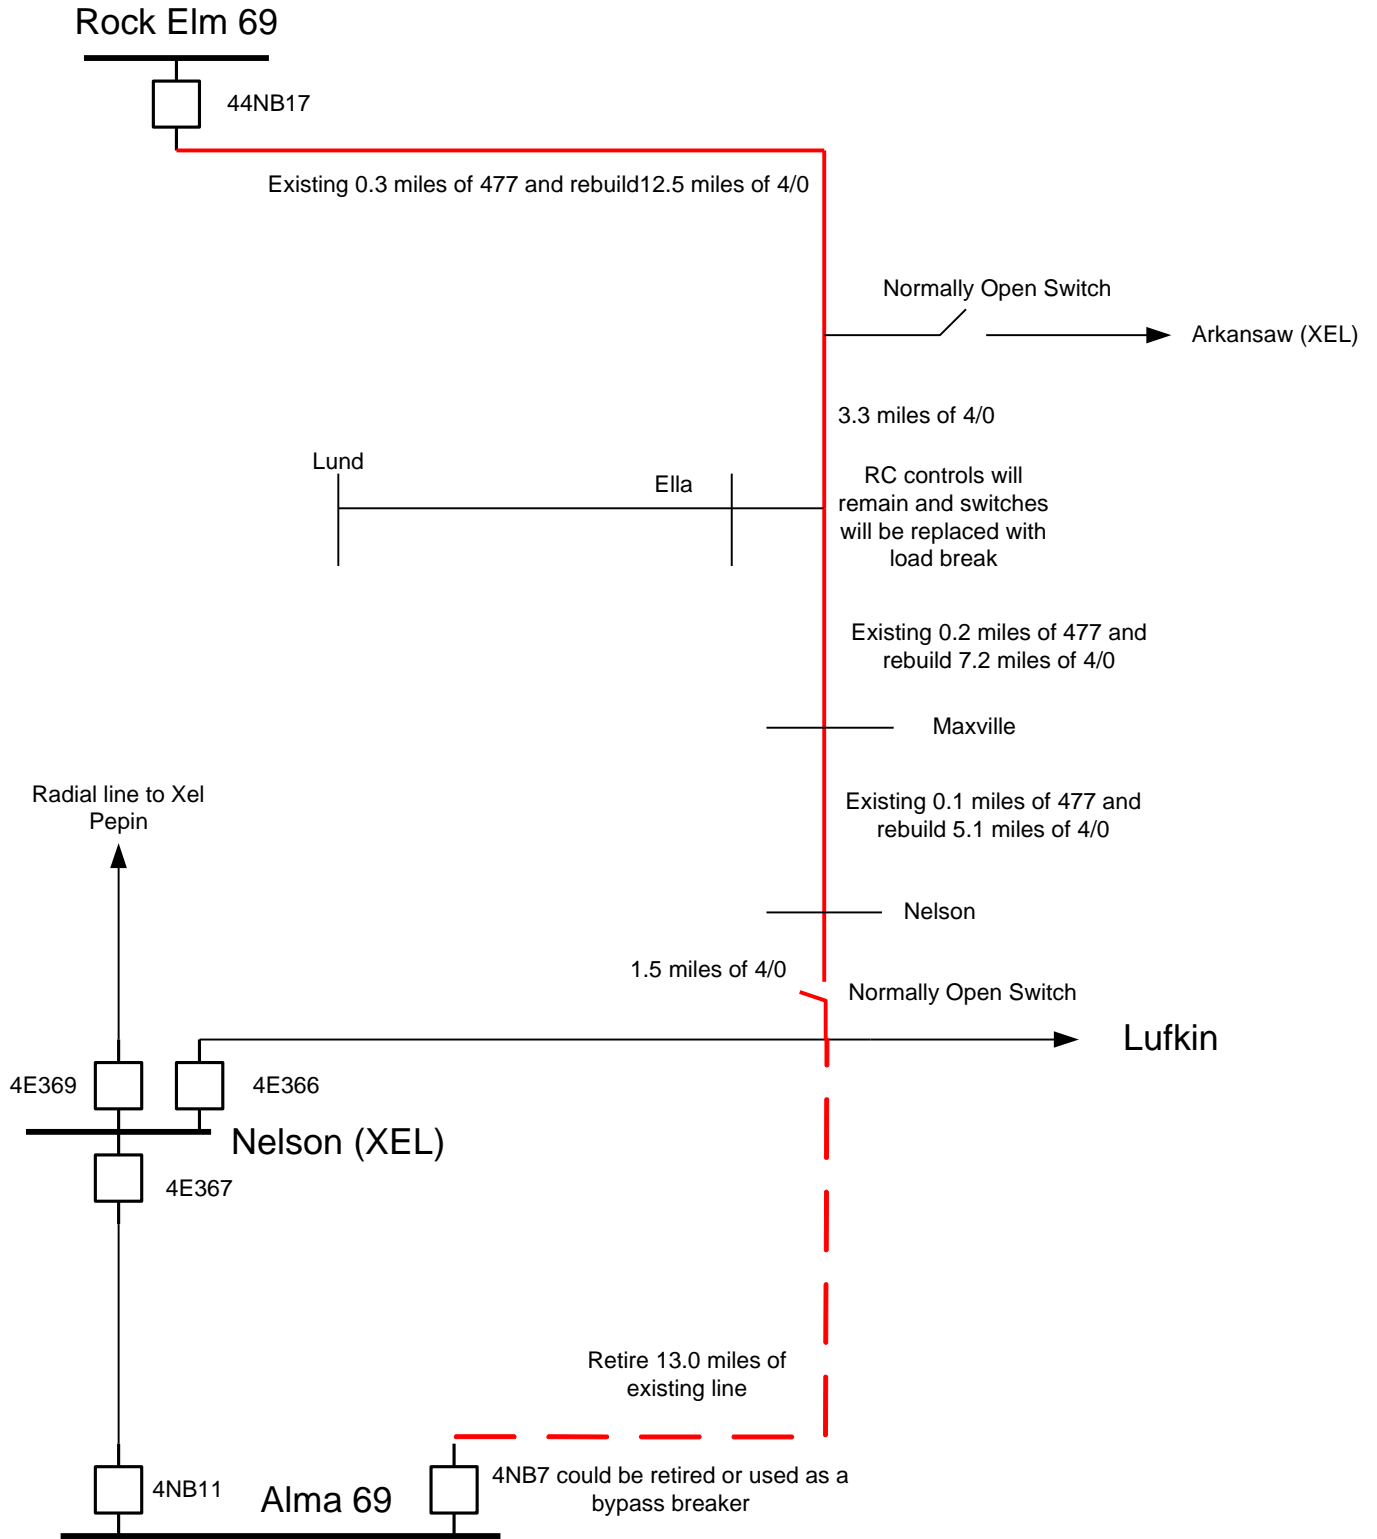 Rock Elm 69
44NB17
Existing 0.3 miles of 477 and rebuild12.5 miles of 4/0
Normally Open Switch
Arkansaw (XEL)
3.3 miles of 4/0
Lund
Ella
RC controls will
remain and switches
will be replaced with
load break
Existing 0.2 miles of 477 and
rebuild 7.2 miles of 4/0
Maxville
Radial line to Xel
Pepin
Existing 0.1 miles of 477 and
rebuild 5.1 miles of 4/0
Nelson
1.5 miles of 4/0
Normally Open Switch
Lufkin
4E369
4E366
Nelson (XEL)
4E367
Retire 13.0 miles of
existing line
4NB11
Alma 69
4NB7 could be retired or used as a
bypass breaker